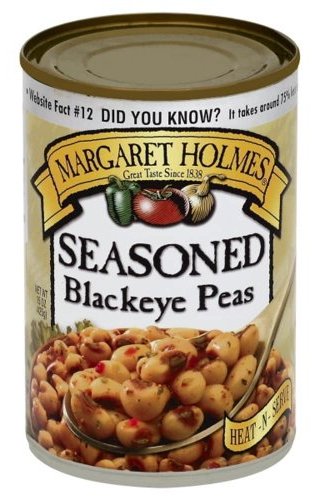 • Website Fact #12 DID YOU KNOW? It takes around 75%
MARGARET HOLMES®
Great Taste Since 1838
SEASONED
Blackeye Peas
NET WT
15 OZ
(425g)
HEAT -N- SERVE